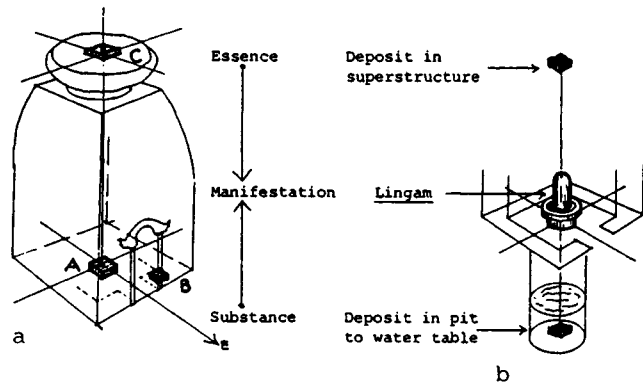 C
Essence
Deposit in
superstructure
Manifestation
Lingam
A
B
Substance
Deposit in pit
to water table
E
a
b